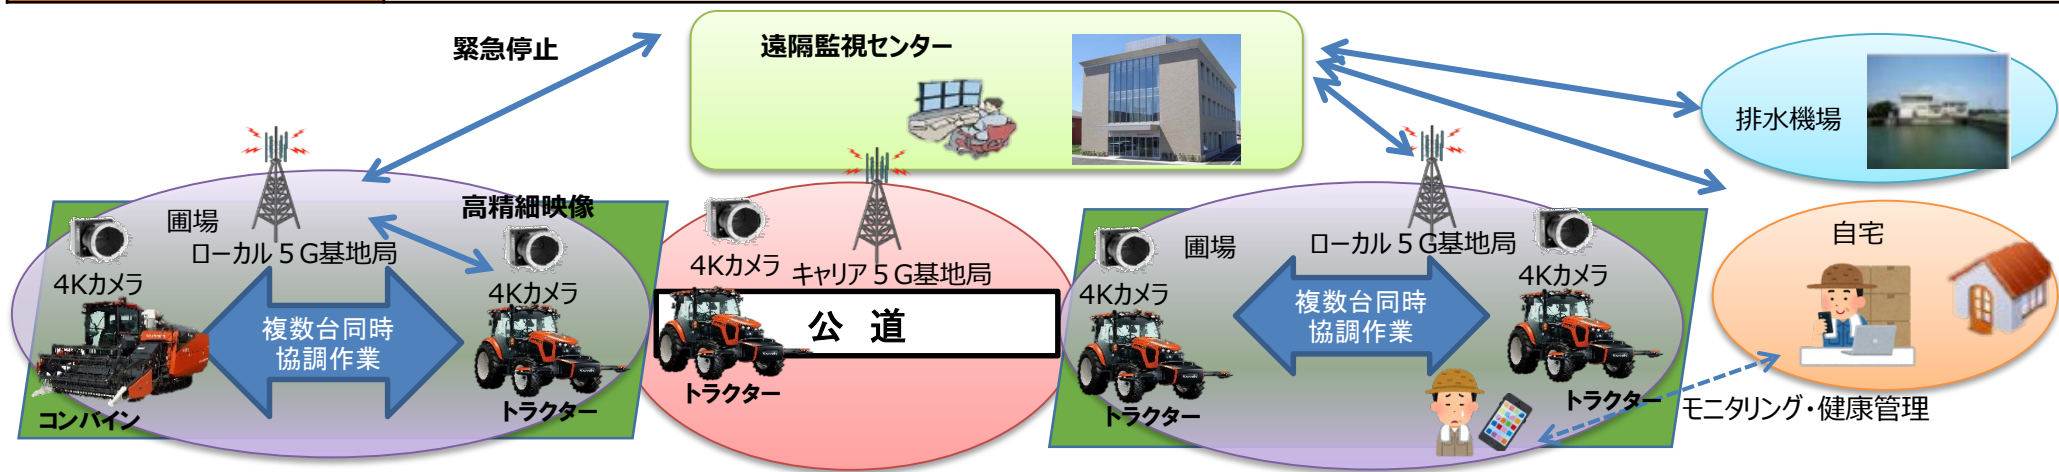 緊急停止
遠隔監視センター
排水機場
圃場
高精細映像
ローカル５G基地局
4Kカメラ
4Kカメラ
複数台同時
協調作業
コンバイン
トラクター
4Kカメラ
キャリア５G基地局
公　道
トラクター
圃場
ローカル５G基地局
4Kカメラ
4Kカメラ
複数台同時
協調作業
トラクター
トラクター
自宅
モニタリング・健康管理